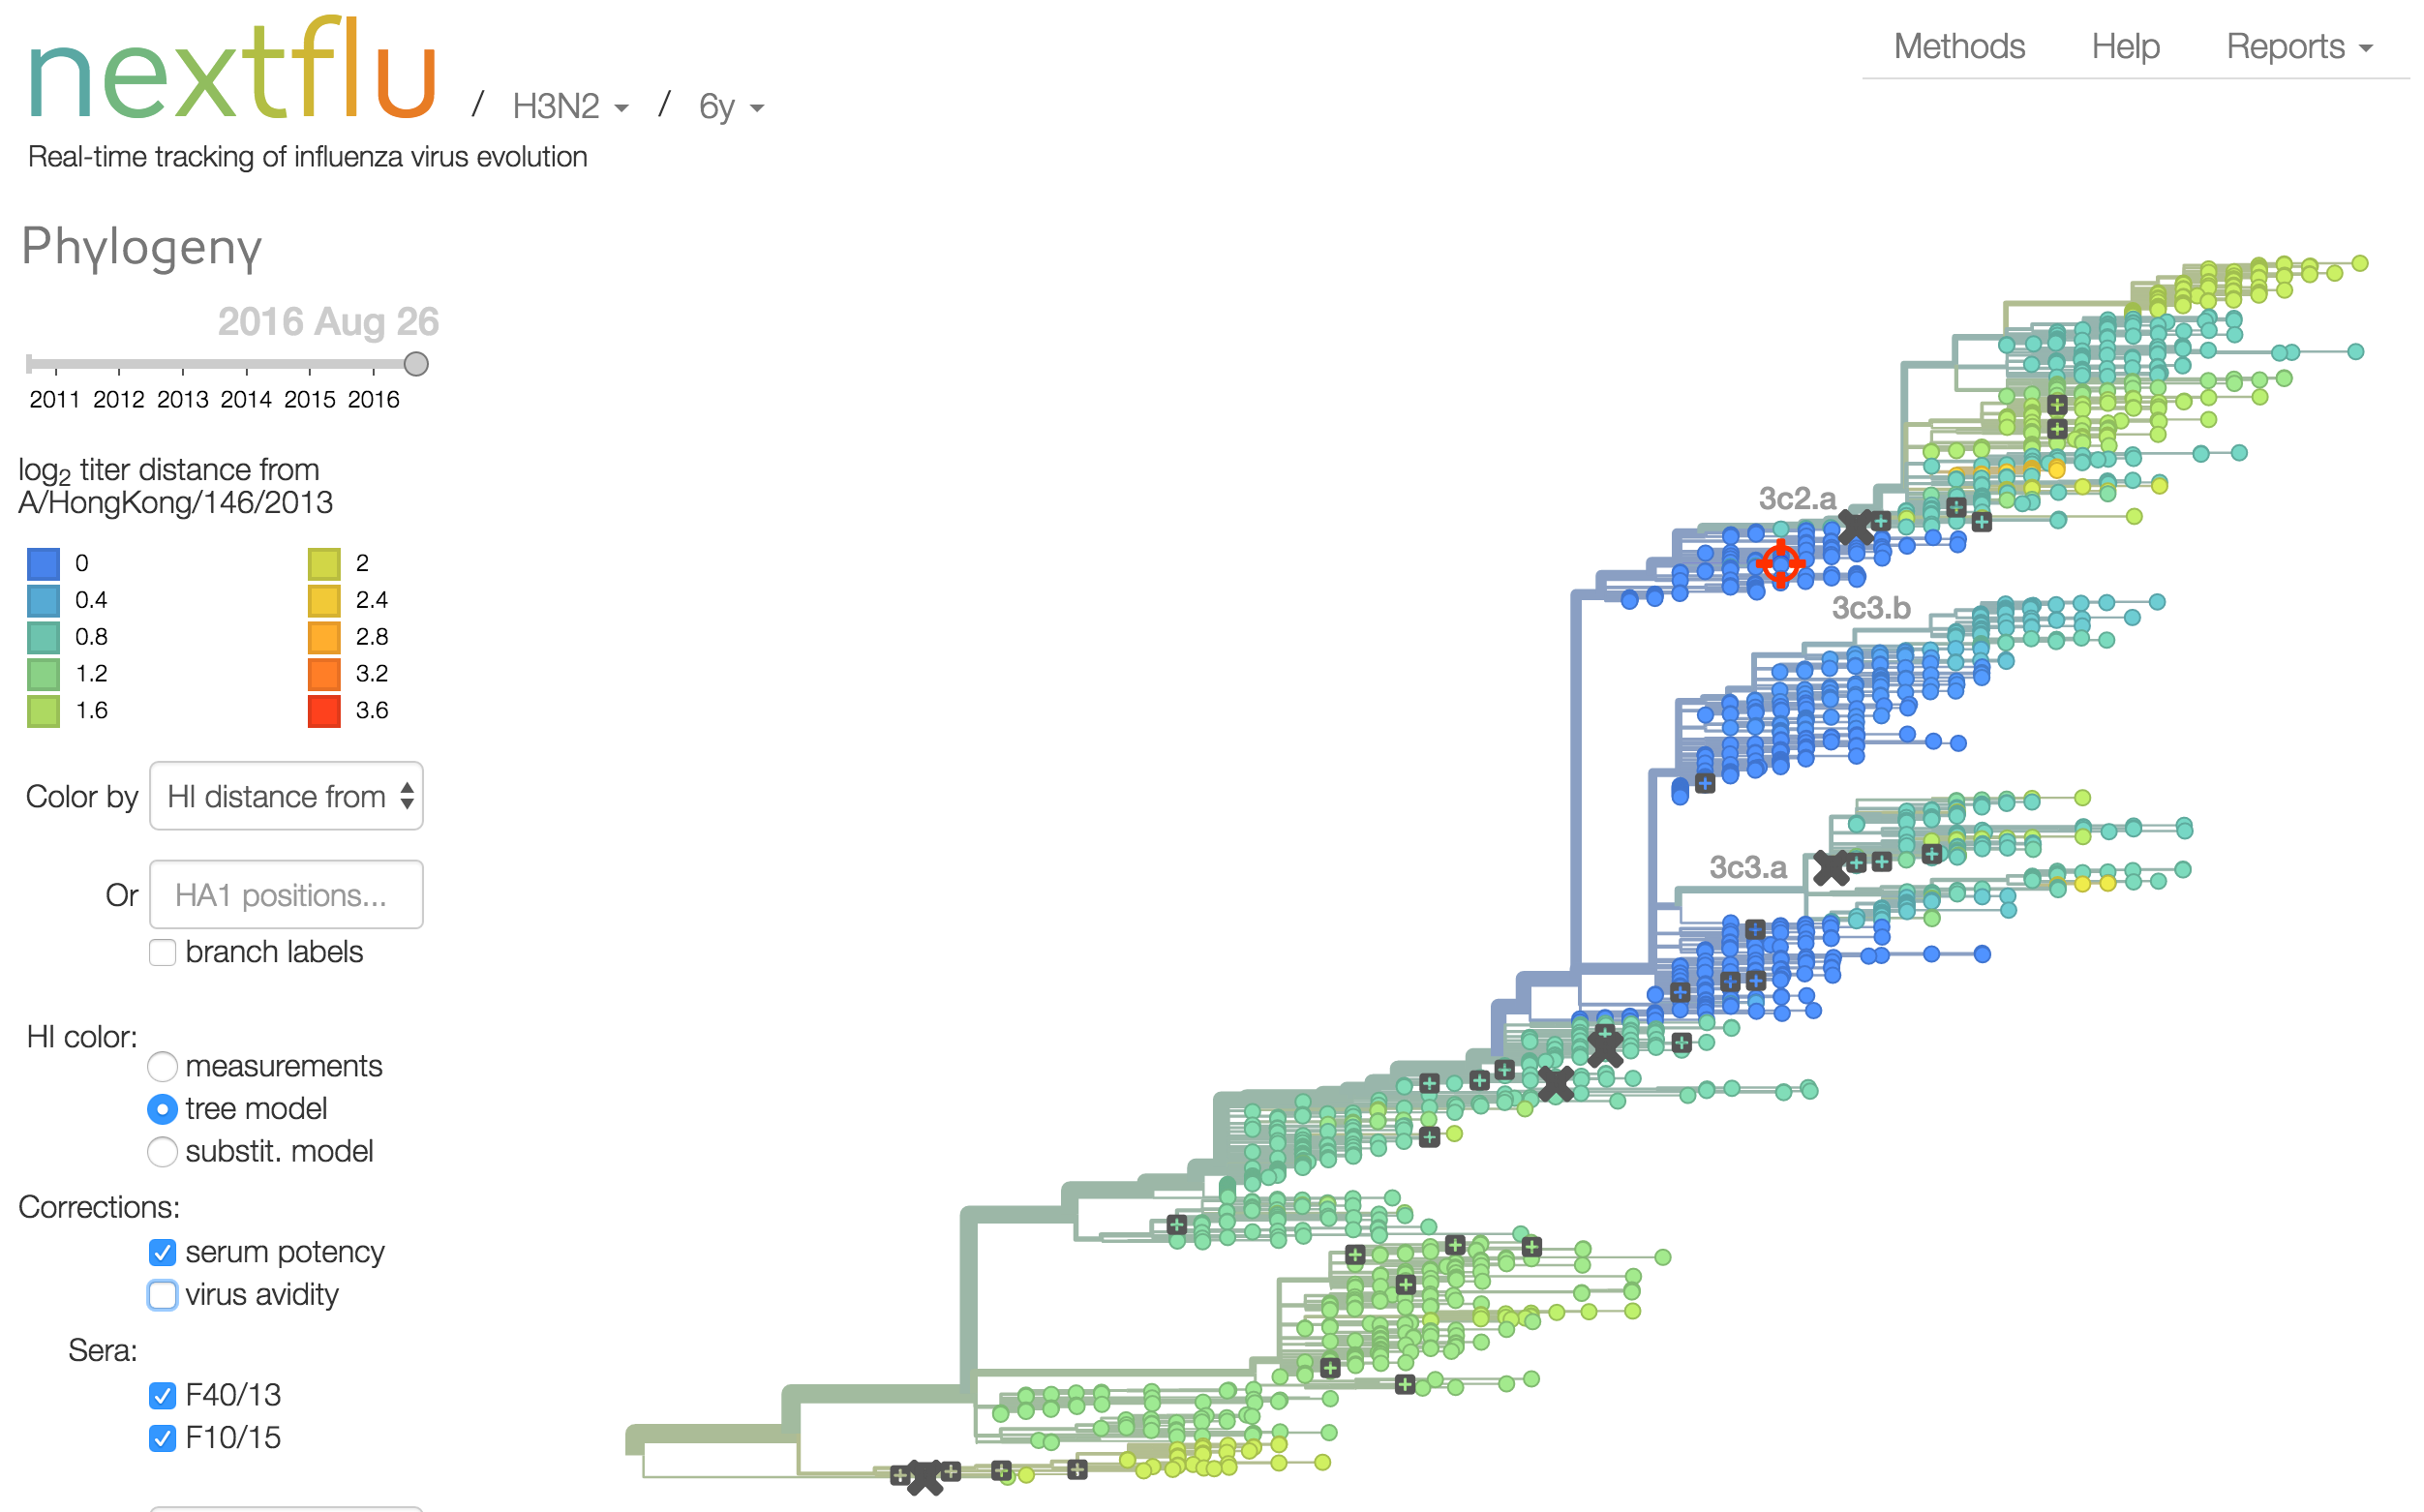 nextflu / H3N2 / 6y
Methods Help Reports
Real-time tracking of influenza virus evolution
Phylogeny
2016 Aug 26
2011 2012 2013 2014 2015 2016
log2 titer distance from
A/HongKong/146/2013
0 2
0.4 2.4
0.8 2.8
1.2 3.2
1.6 3.6
Color by HI distance from
Or HA1 positions...
branch labels
HI color:
measurements
tree model
substit. model
Corrections:
serum potency
virus avidity
Sera:
F40/13
F10/15
3c2.a
3c3.b
3c3.a